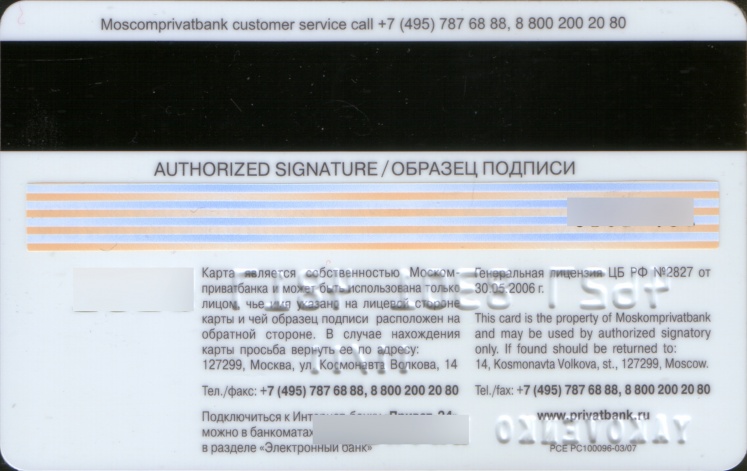 Moscomprivatbank customer service call +7 (495) 787 68 88, 8 800 200 20 80
AUTHORIZED SIGNATURE / ОБРАЗЕЦ ПОДПИСИ
Карта является собственностью Моском-
приватбанка и может быть использована только
лицом, чье имя указано на лицевой стороне
карты и чей образец подписи расположен на
обратной стороне. В случае нахождения
карты просьба вернуть ее по адресу:
127299, Москва, ул. Космонавта Волкова, 14
Тел./факс: +7 (495) 787 68 88, 8 800 200 20 80
Подключиться к
можно в банкоматах
в разделе «Электронный банк»
Генеральная лицензия ЦБ РФ №2827 от
30.05.2006 г.
This card is the property of Moskomprivatbank
and may be used by authorized signatory
only. If found should be returned to:
14, Kosmonavta Volkova, st., 127299, Moscow.
Tel./fax: +7 (495) 787 68 88, 8 800 200 20 80
www.privatbank.ru
YAKOVENKO
PCE PC100096-03/07